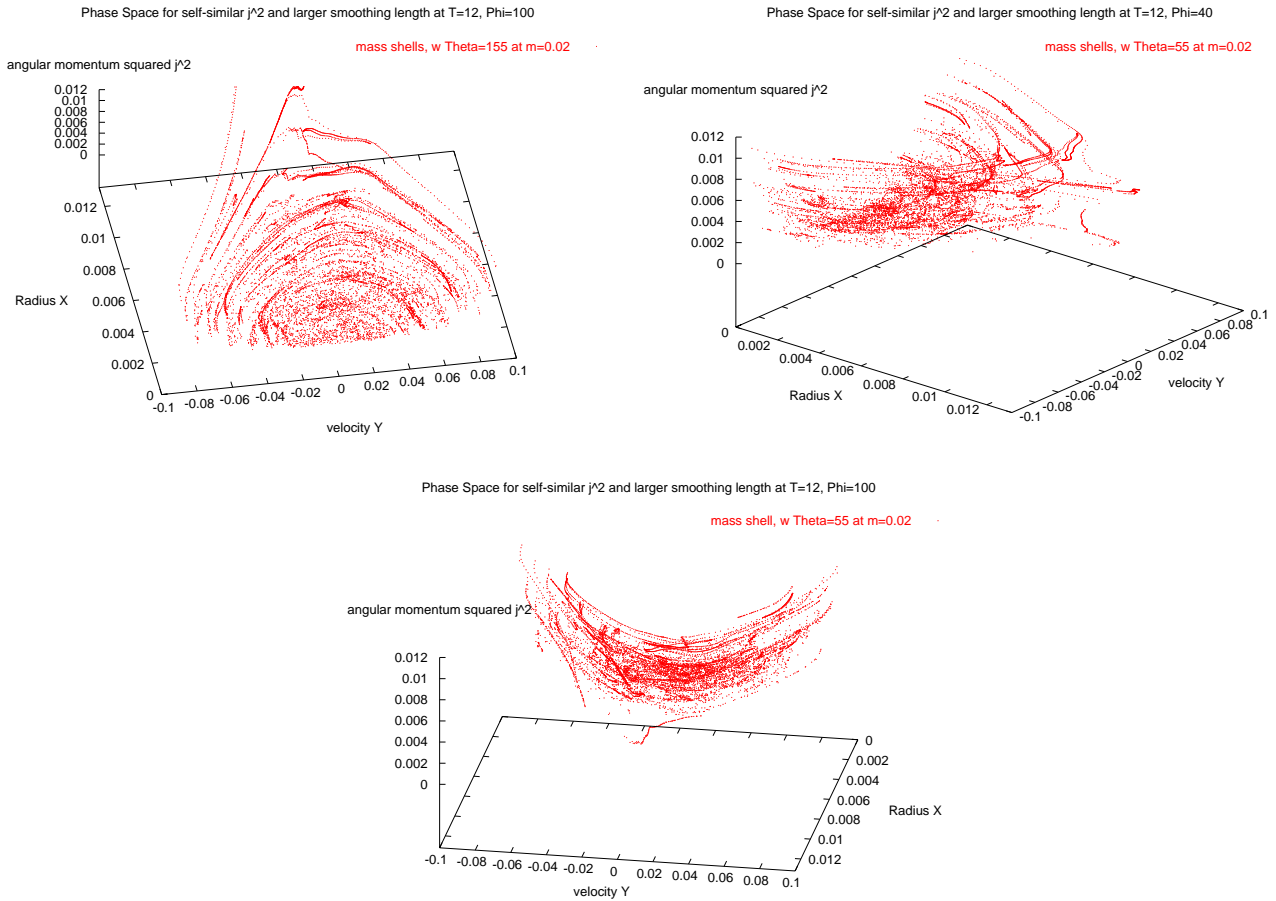 Phase Space for self-similar j^2 and larger smoothing length at T=12, Phi=100
mass shells, w Theta=155 at m=0.02
angular momentum squared j^2
0.012
0.01
0.008
0.006
0.004
0.002
0
0.012
0.01
0.008
0.006
0.004
0.002
0
Radius X
-0.1 -0.08 -0.06 -0.04 -0.02 0 0.02 0.04 0.06 0.08 0.1
velocity Y
Phase Space for self-similar j^2 and larger smoothing length at T=12, Phi=40
mass shells, w Theta=55 at m=0.02
angular momentum squared j^2
0.012
0.01
0.008
0.006
0.004
0.002
0
0 0.002 0.004 0.006 0.008 0.01 0.012
Radius X
-0.1 -0.08 -0.06 -0.04 -0.02 0 0.02 0.04 0.06 0.08 0.1
velocity Y
Phase Space for self-similar j^2 and larger smoothing length at T=12, Phi=100
mass shell, w Theta=55 at m=0.02
angular momentum squared j^2
0.012
0.01
0.008
0.006
0.004
0.002
0
0
0.002
0.004
0.006
0.008
0.01
0.012
Radius X
-0.1 -0.08 -0.06 -0.04 -0.02 0 0.02 0.04 0.06 0.08 0.1
velocity Y